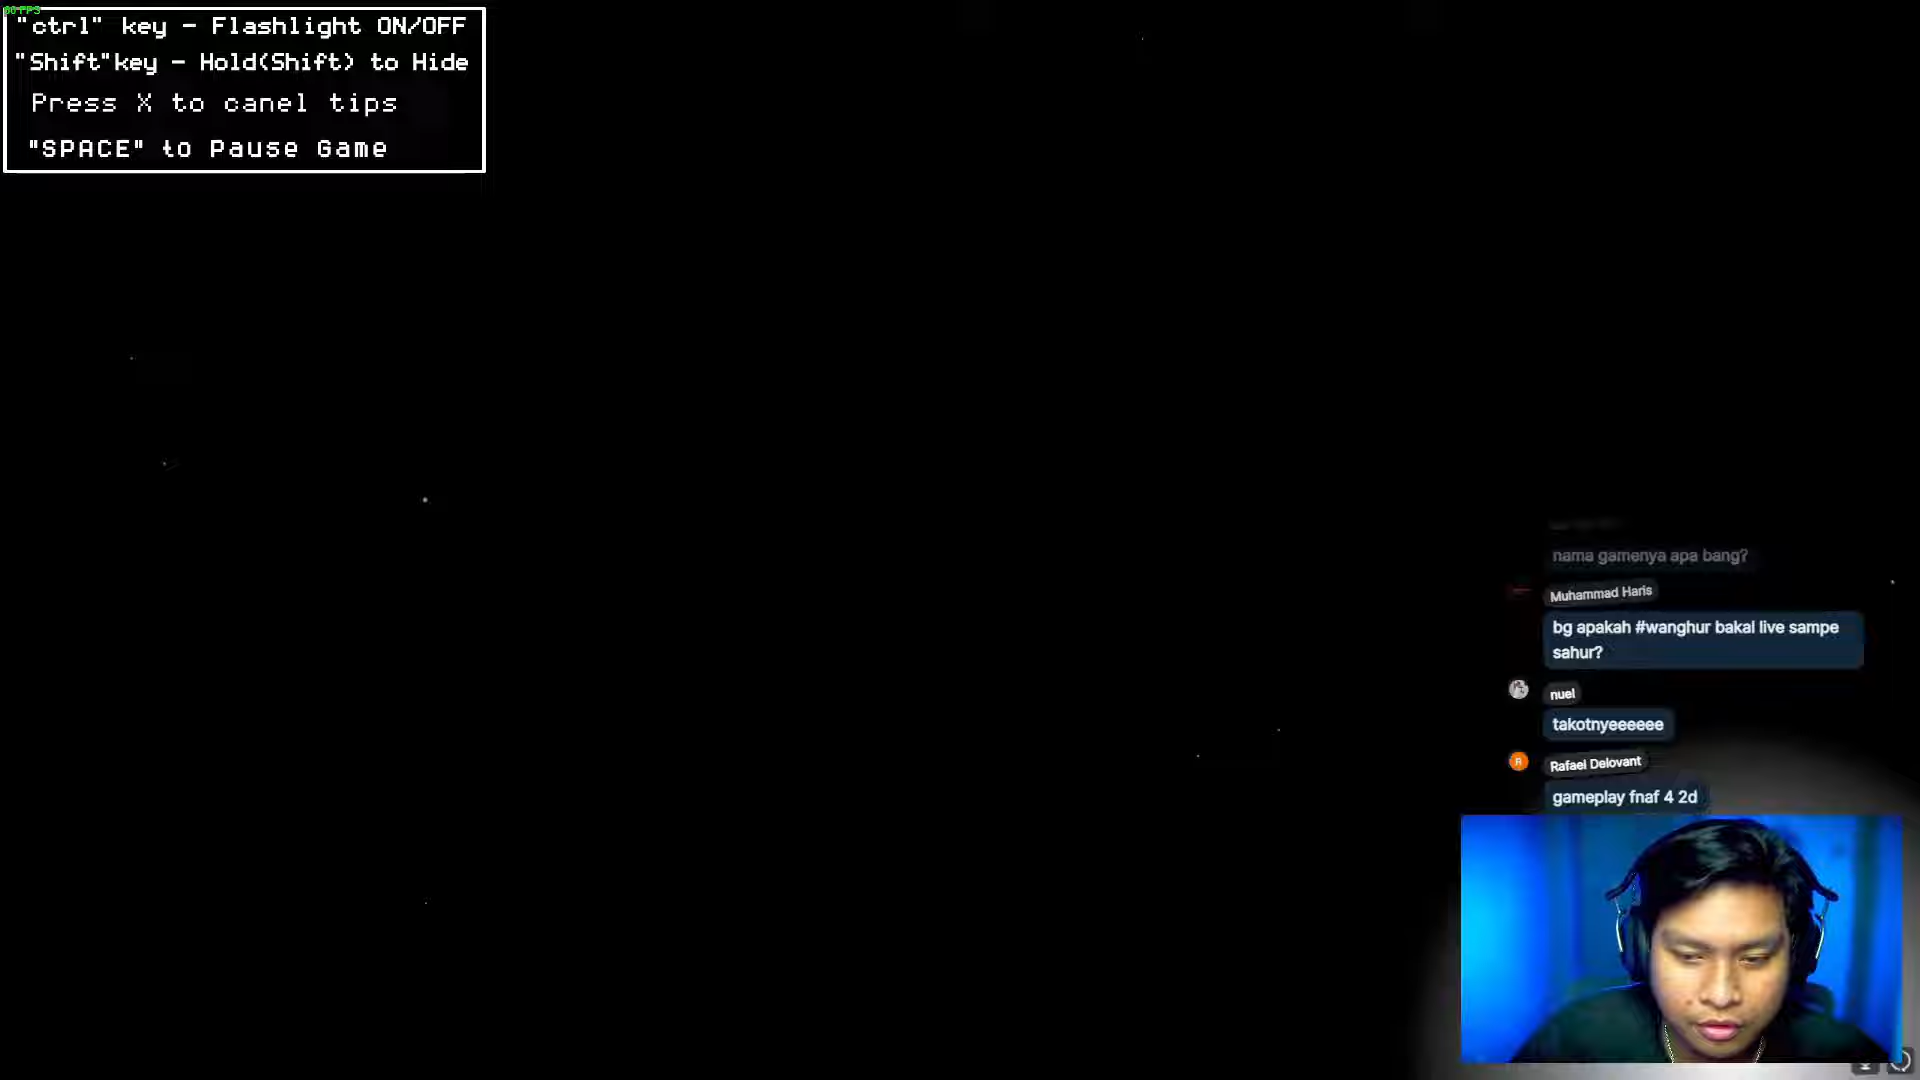 60 FPS
"ctrl" key - Flashlight ON/OFF
"Shift"key - Hold(Shift) to Hide
Press X to canel tips
"SPACE" to Pause Game
nama gamenya apa bang?
Muhammad Haris
bg apakah #wanghur bakal live sampe
sahur?
nuel
takotnyeeeeee
R
Rafael Delovant
gameplay fnaf 4 2d